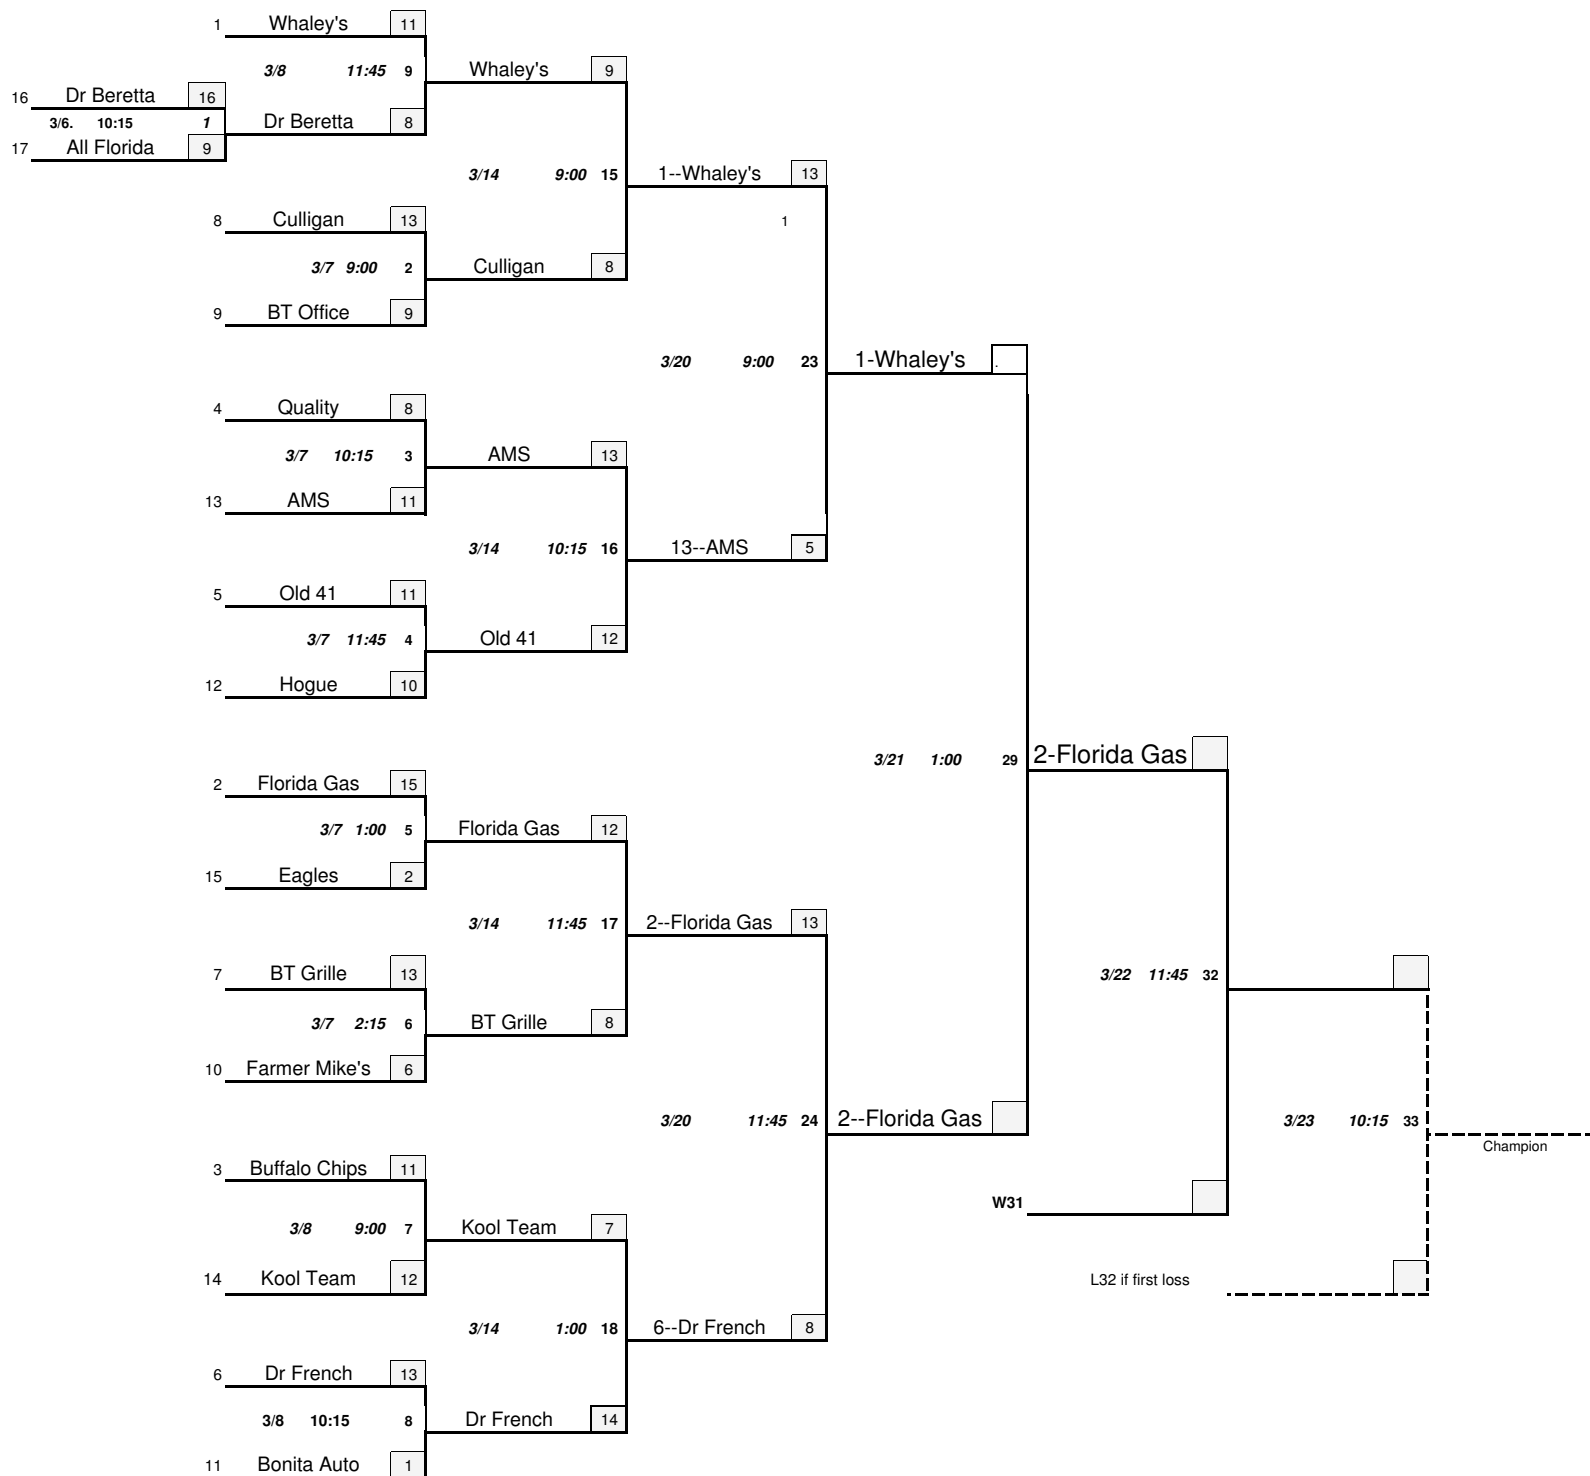 1 Whaley's 11
3/8 11:45 9 Whaley's 9
16 Dr Beretta 16
3/6. 10:15 1 Dr Beretta 8
17 All Florida 9
3/14 9:00 15 1--Whaley's 13
8 Culligan 13 1
3/7 9:00 2 Culligan 8
9 BT Office 9
3/20 9:00 23 1-Whaley's .
4 Quality 8
3/7 10:15 3 AMS 13
13 AMS 11
3/14 10:15 16 13--AMS 5
5 Old 41 11
3/7 11:45 4 Old 41 12
12 Hogue 10
3/21 1:00 29 2-Florida Gas
2 Florida Gas 15
3/7 1:00 5 Florida Gas 12
15 Eagles 2
3/14 11:45 17 2--Florida Gas 13
7 BT Grille 13 3/22 11:45 32
3/7 2:15 6 BT Grille 8
10 Farmer Mike's 6
3/20 11:45 24 2--Florida Gas 3/23 10:15 33
Champion
3 Buffalo Chips 11
W31
3/8 9:00 7 Kool Team 7
14 Kool Team 12 L32 if first loss
3/14 1:00 18 6--Dr French 8
6 Dr French 13
3/8 10:15 8 Dr French 14
11 Bonita Auto 1